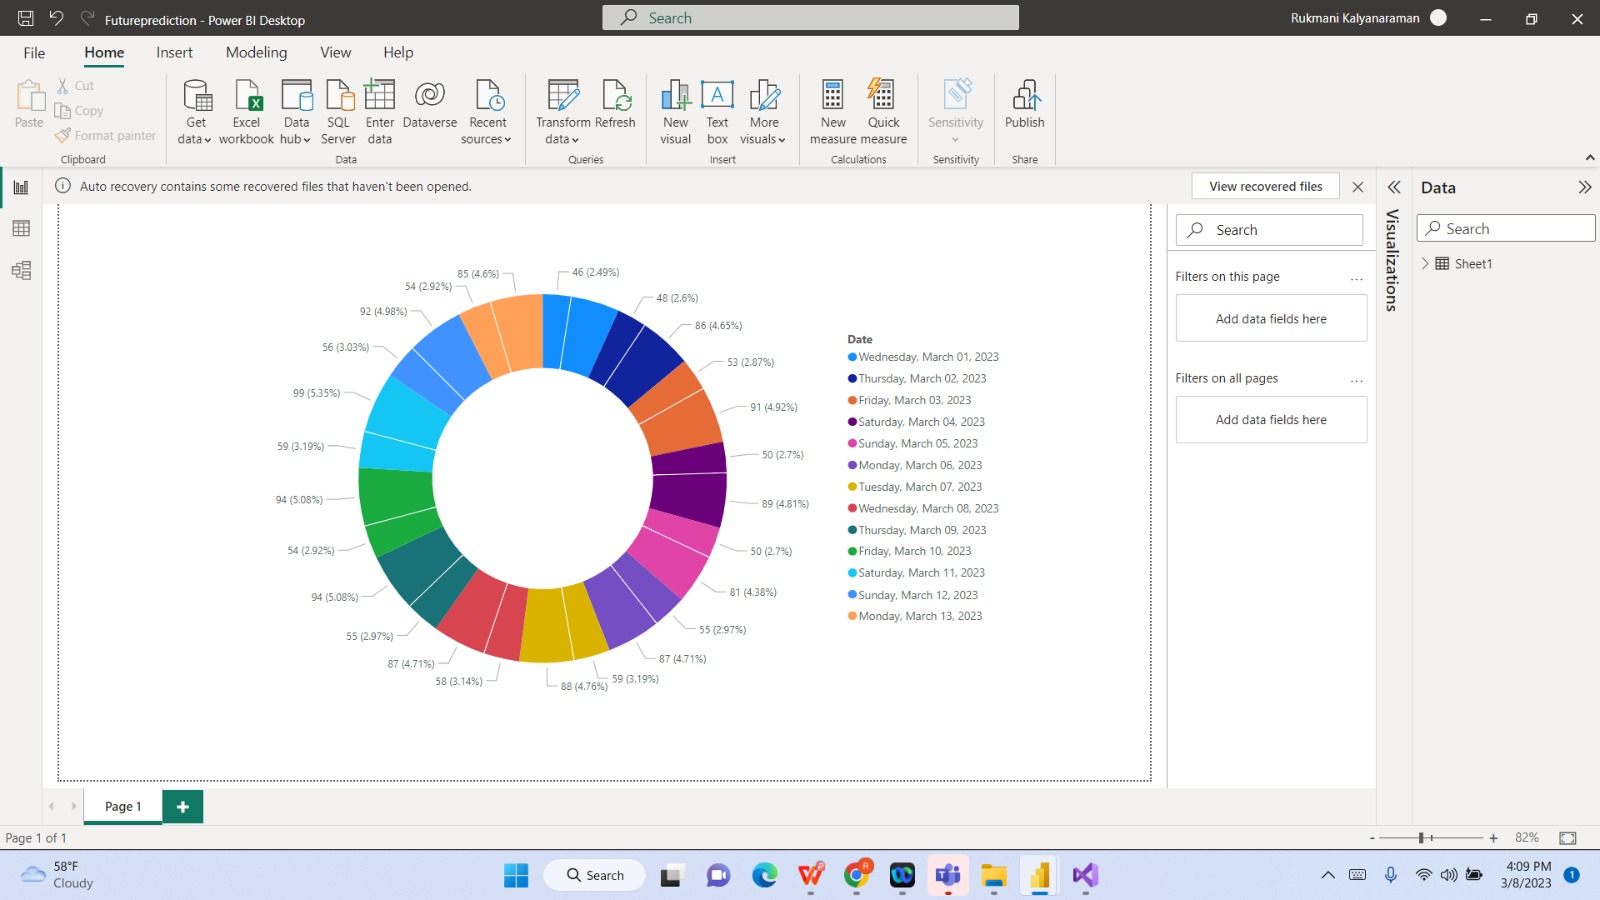 Futureprediction - Power BI Desktop
Search
Rukmani Kalyanaraman
File Home Insert Modeling View Help
Paste
Cut
Copy
Format painter
Clipboard
Get data
Excel workbook
Data hub
SQL Server
Enter data
Dataverse
Recent sources
Data
Transform data
Refresh
Queries
New visual
Text box
More visuals
Insert
New measure
Quick measure
Calculations
Sensitivity
Sensitivity
Publish
Share
Auto recovery contains some recovered files that haven't been opened.
View recovered files
46 (2.49%)
48 (2.6%)
86 (4.65%)
53 (2.87%)
91 (4.92%)
50 (2.7%)
89 (4.81%)
50 (2.7%)
81 (4.38%)
55 (2.97%)
87 (4.71%)
59 (3.19%)
88 (4.76%)
58 (3.14%)
87 (4.71%)
55 (2.97%)
94 (5.08%)
54 (2.92%)
94 (5.08%)
59 (3.19%)
99 (5.35%)
56 (3.03%)
92 (4.98%)
54 (2.92%)
85 (4.6%)
Date
Wednesday, March 01, 2023
Thursday, March 02, 2023
Friday, March 03, 2023
Saturday, March 04, 2023
Sunday, March 05, 2023
Monday, March 06, 2023
Tuesday, March 07, 2023
Wednesday, March 08, 2023
Thursday, March 09, 2023
Friday, March 10, 2023
Saturday, March 11, 2023
Sunday, March 12, 2023
Monday, March 13, 2023
Search
Filters on this page ...
Add data fields here
Filters on all pages ...
Add data fields here
Visualizations
Data
Search
Sheet1
Page 1
+
Page 1 of 1
- + 82%
58°F
Cloudy
Search
4:09 PM
3/8/2023
1